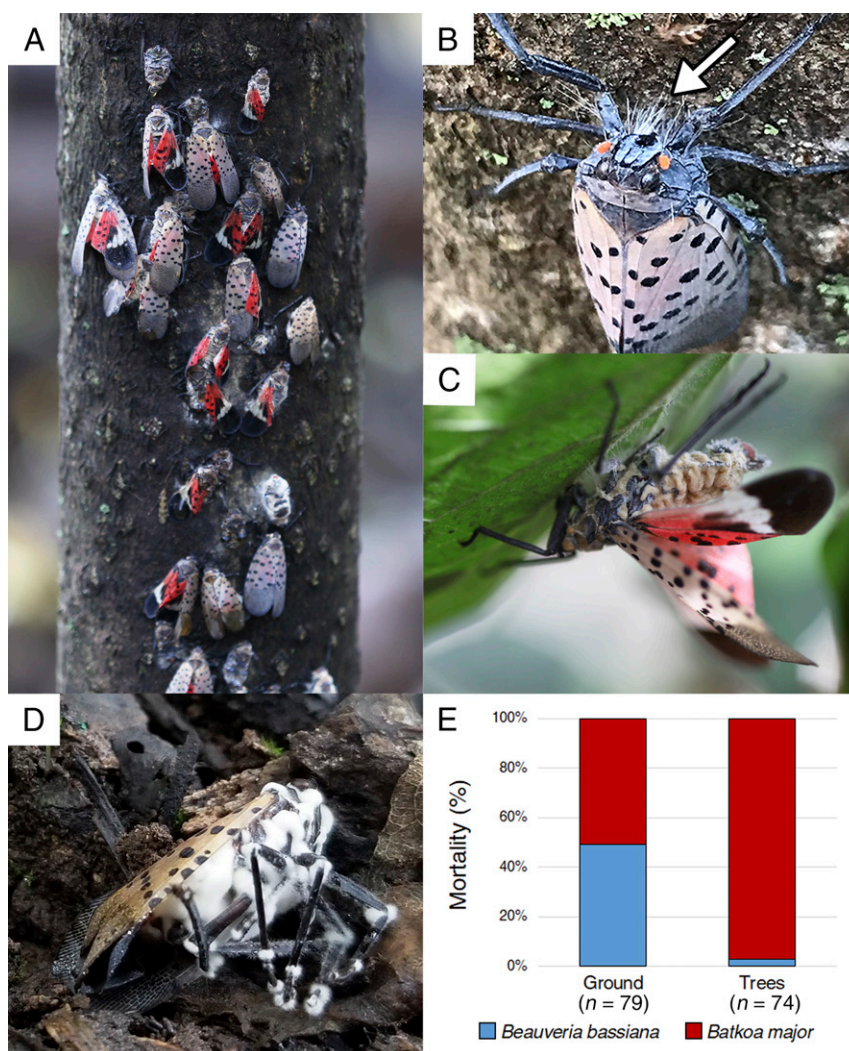 A
B
C
D
E
100%
80%
60%
40%
20%
0%
Mortality (%)
Ground
(n = 79)
Trees
(n = 74)
Beauveria bassiana
Batkoa major